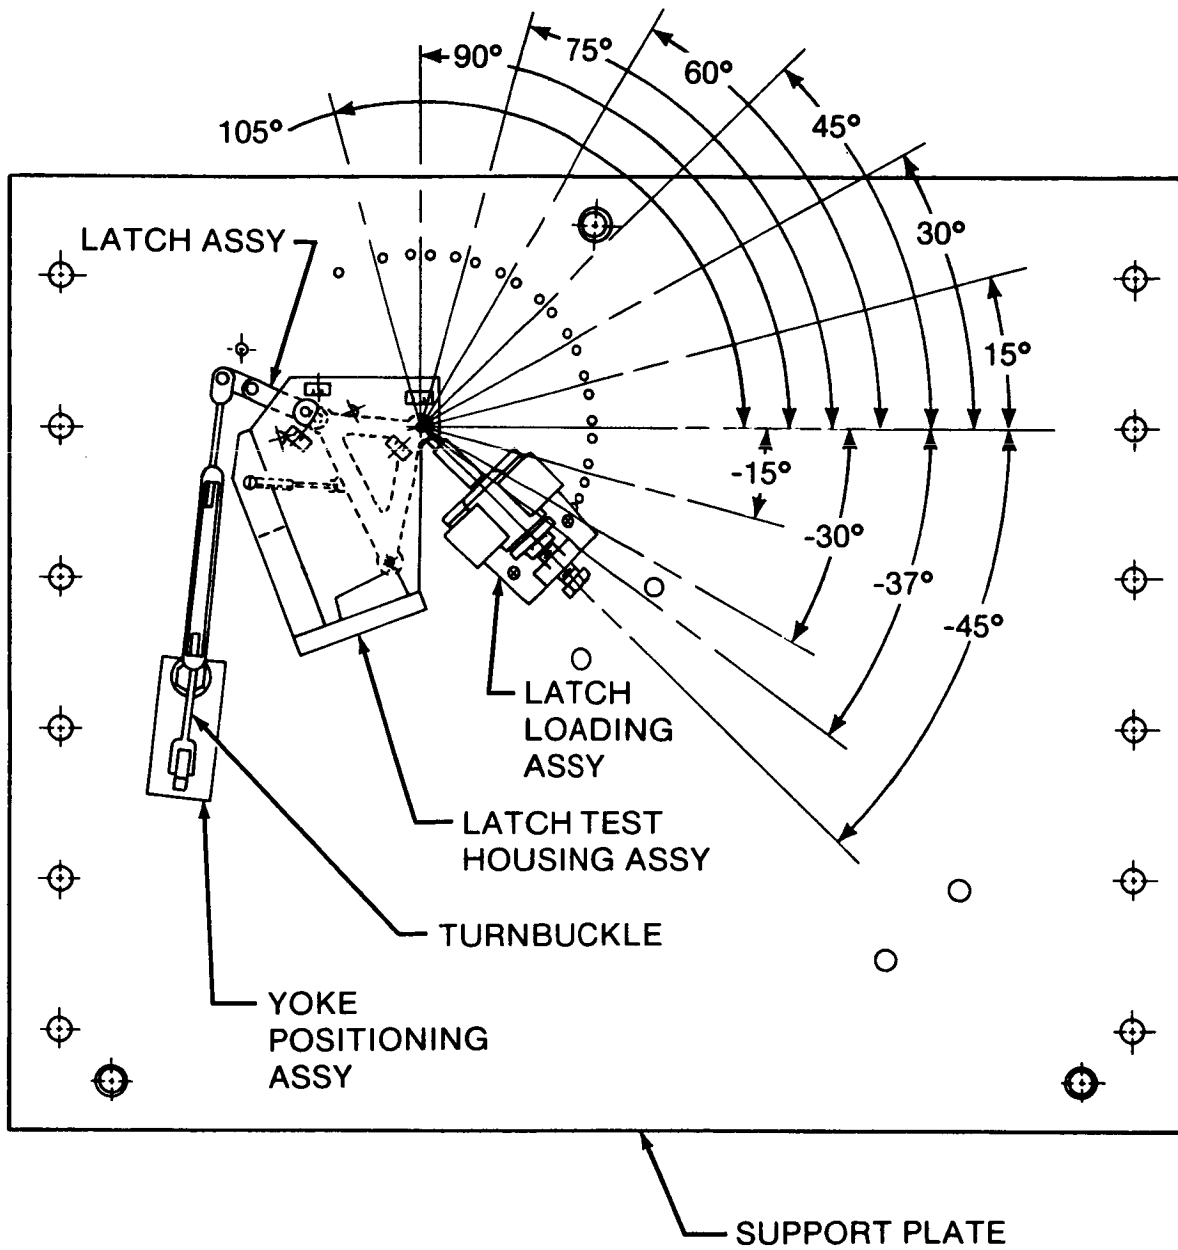 90°
75°
60°
105°
45°
30°
LATCH ASSY
15°
-15°
-30°
-37°
-45°
LATCH
LOADING
ASSY
LATCH TEST
HOUSING ASSY
TURNBUCKLE
YOKE
POSITIONING
ASSY
SUPPORT PLATE